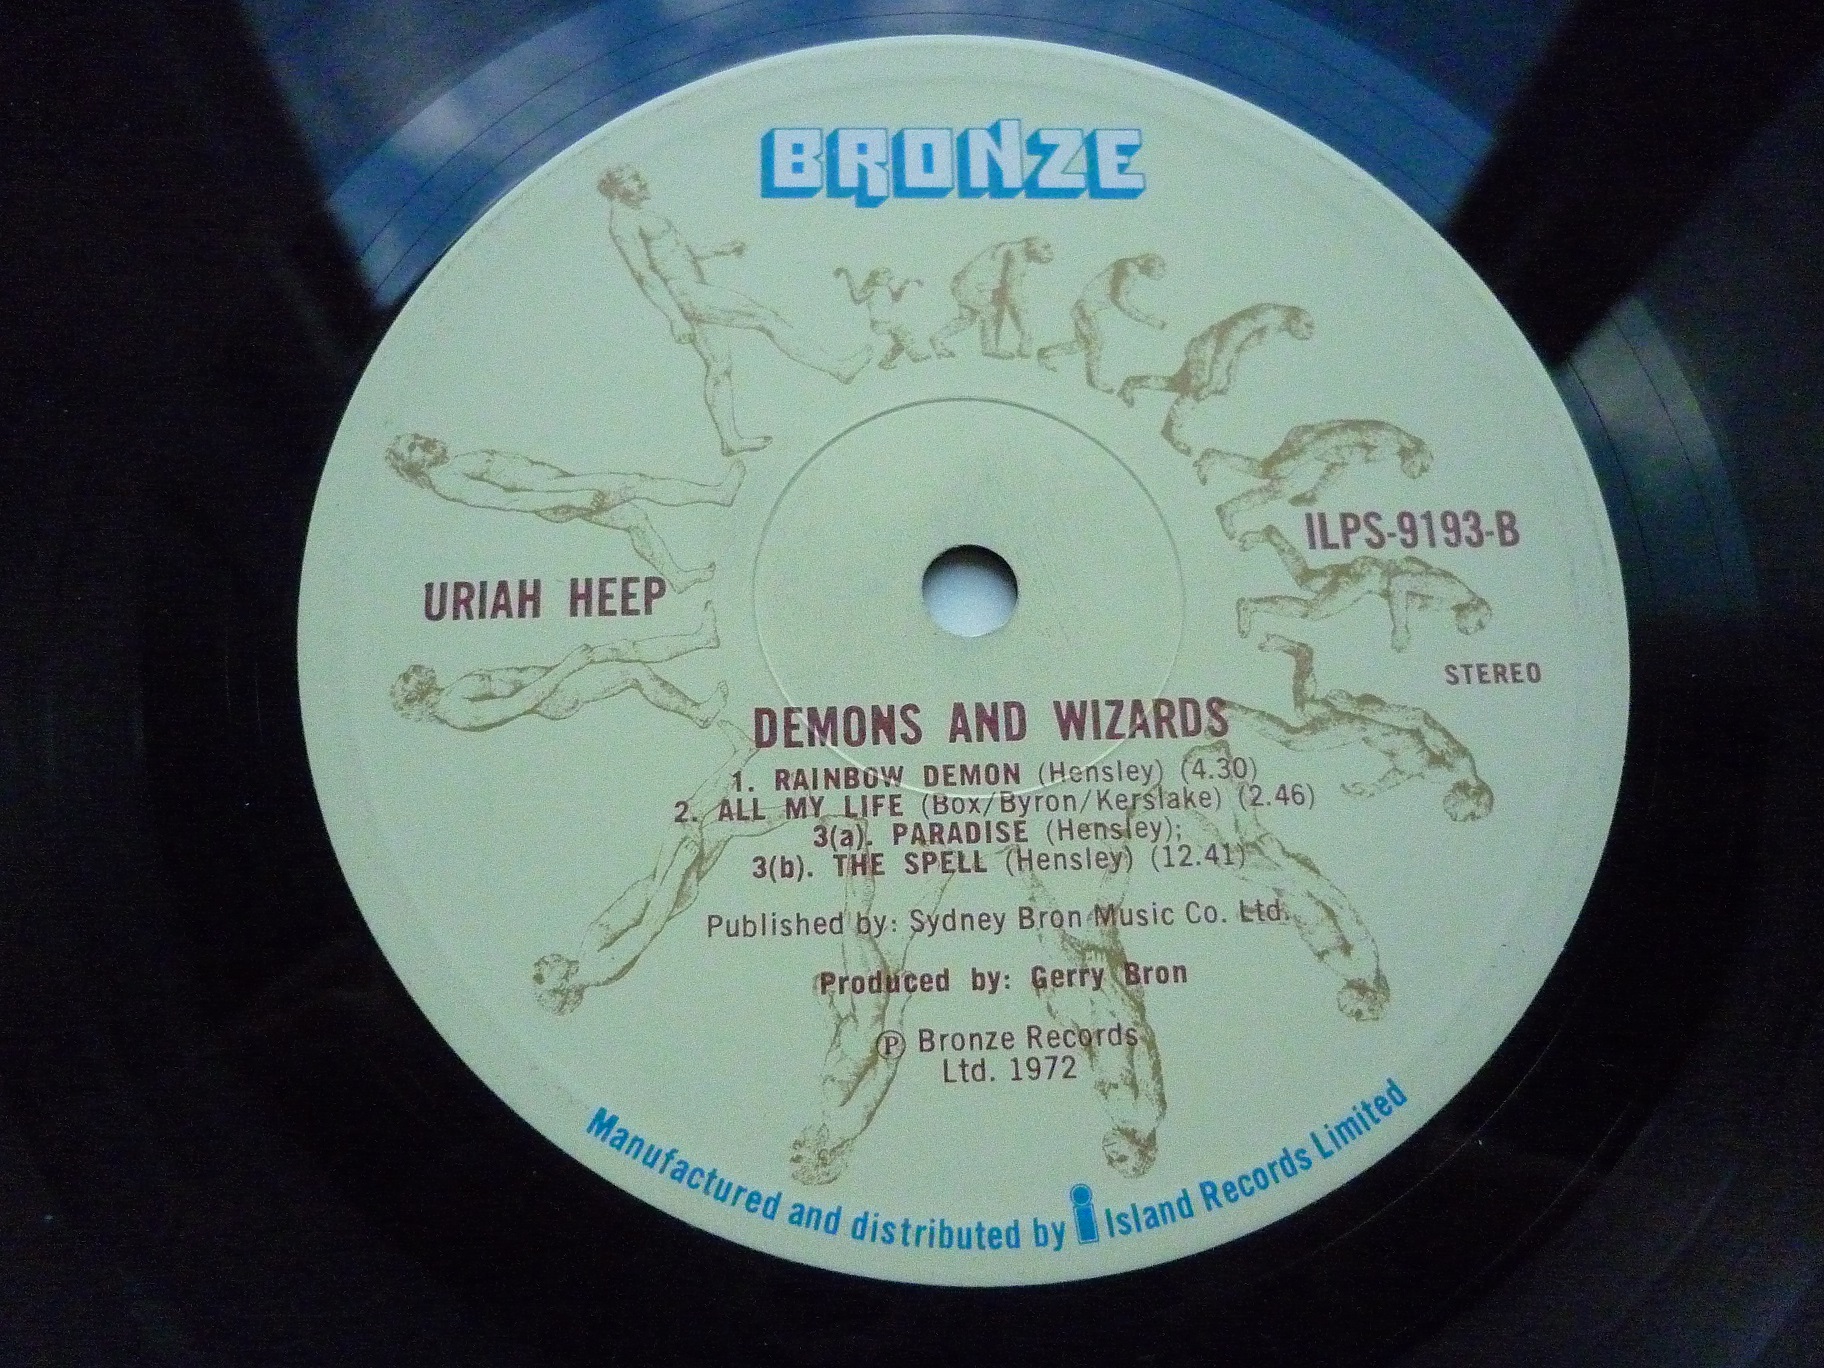 BRONZE
ILPS-9193-B
URIAH HEEP
STEREO
DEMONS AND WIZARDS
1. RAINBOW DEMON (Hensley) (4.30)
2. ALL MY LIFE (Box/Byron/Kerslake) (2.46)
3(a). PARADISE (Hensley);
3(b). THE SPELL (Hensley) (12.41)
Published by: Sydney Bron Music Co. Ltd.
Produced by: Gerry Bron
Ⓟ Bronze Records
Ltd. 1972
Manufactured and distributed by i Island Records Limited